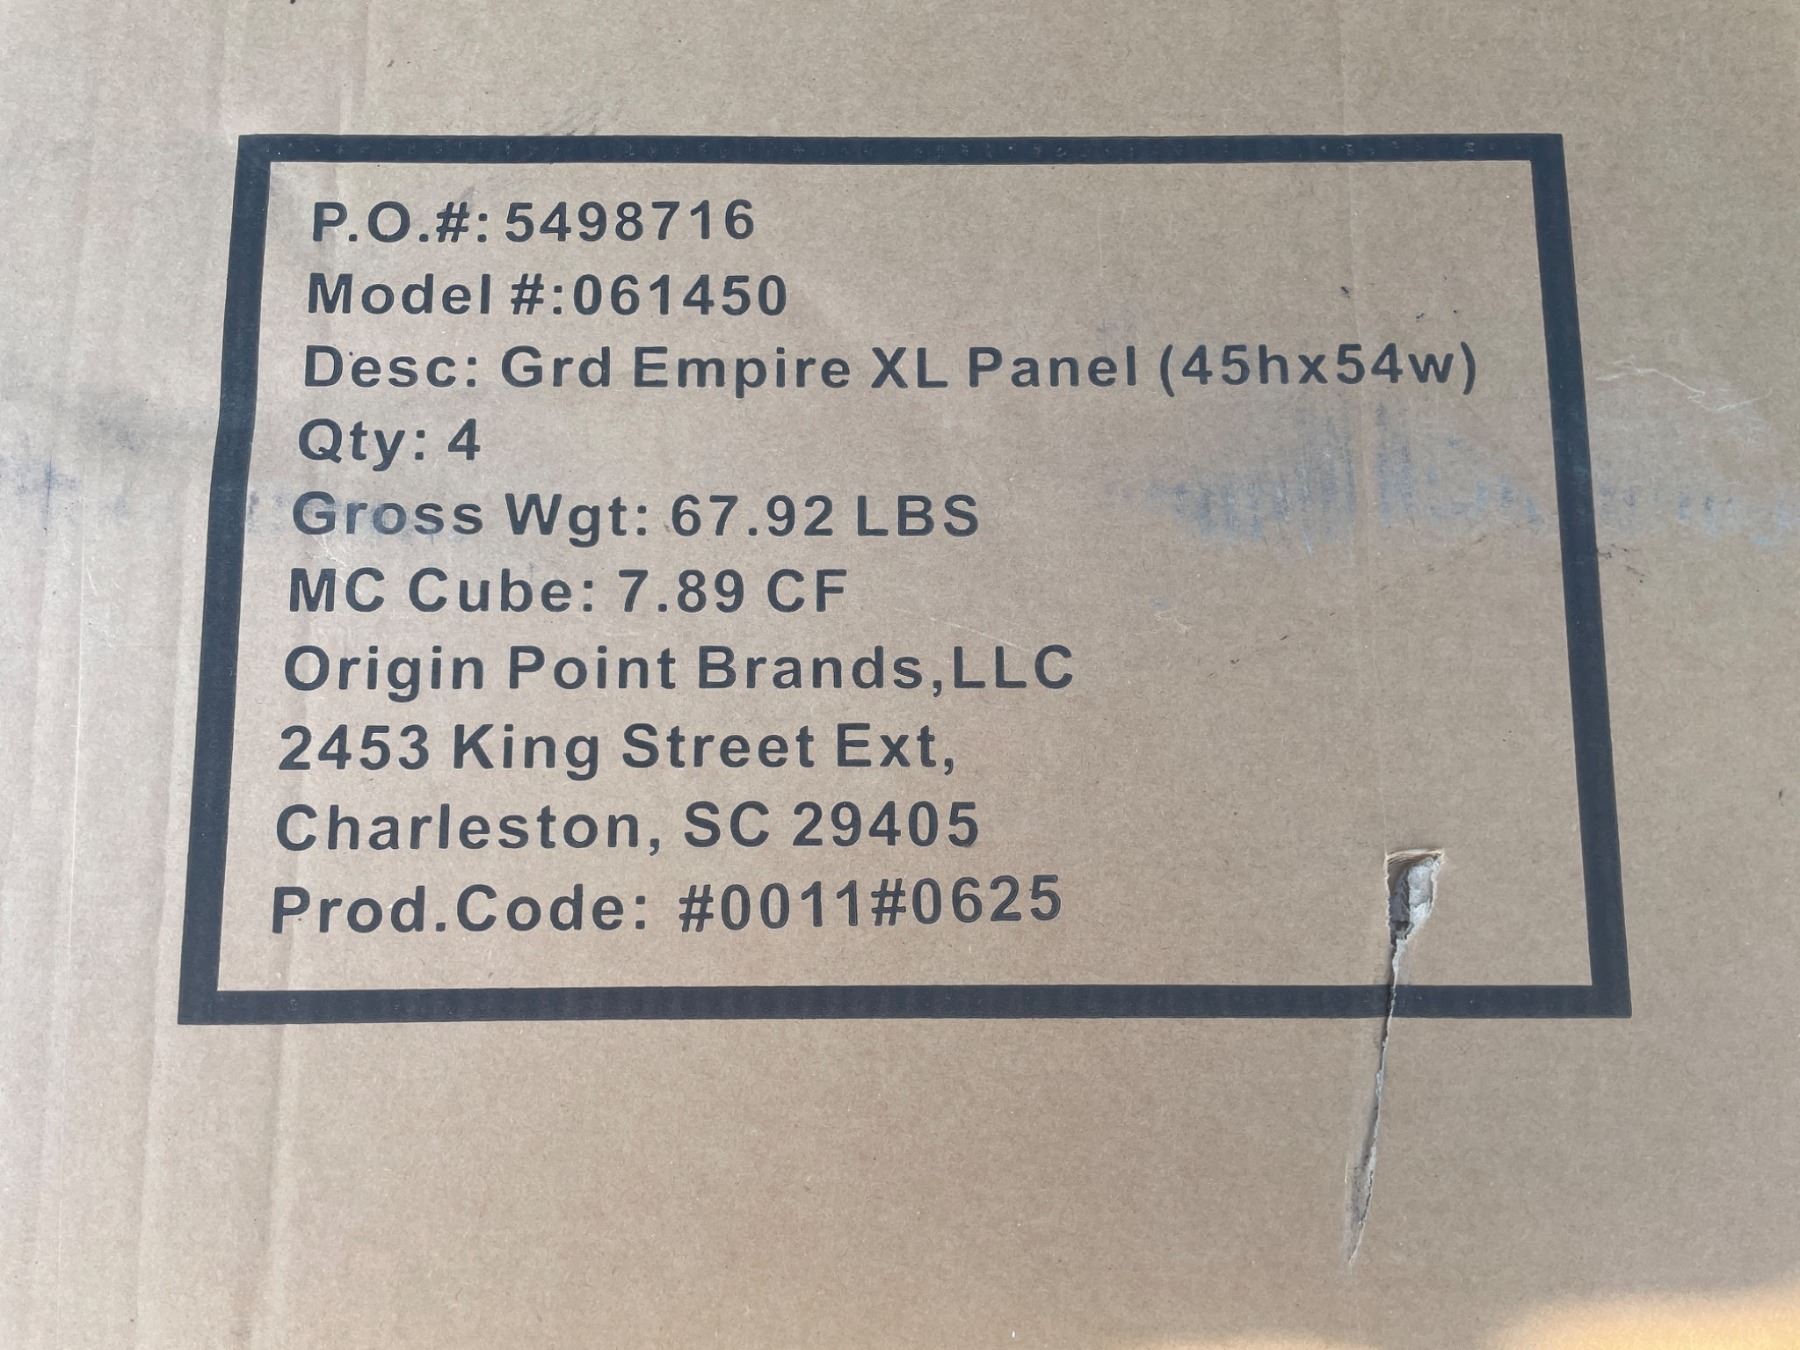 P.O.#: 5498716
Model #:061450
Desc: Grd Empire XL Panel (45hx54w)
Qty: 4
Gross Wgt: 67.92 LBS
MC Cube: 7.89 CF
Origin Point Brands,LLC
2453 King Street Ext,
Charleston, SC 29405
Prod.Code: #0011#0625